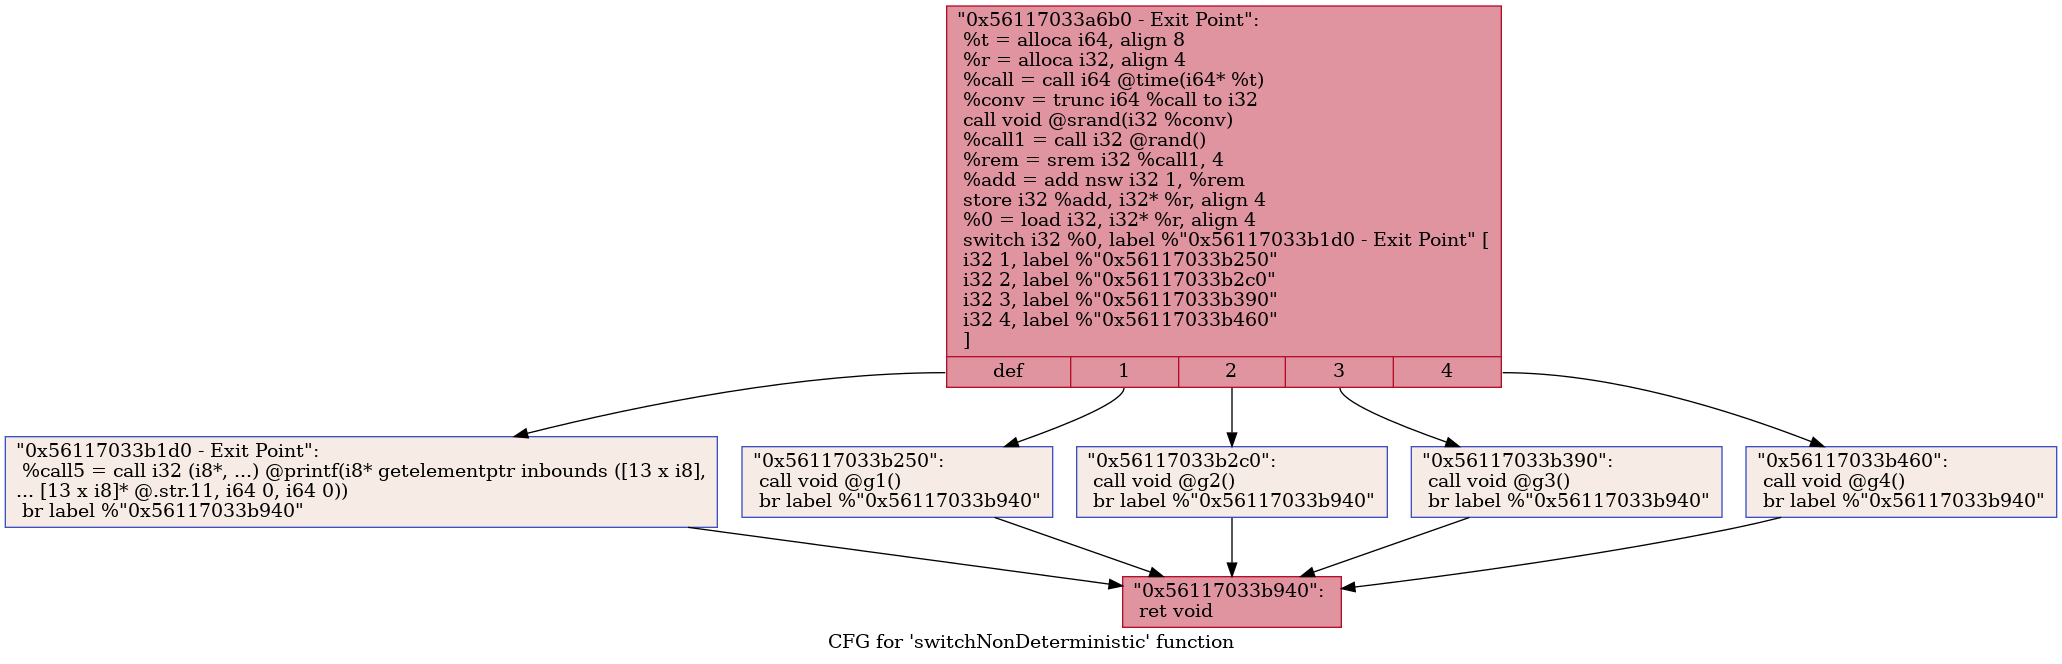 "0x56117033a6b0 - Exit Point":
%t = alloca i64, align 8
%r = alloca i32, align 4
%call = call i64 @time(i64* %t)
%conv = trunc i64 %call to i32
call void @srand(i32 %conv)
%call1 = call i32 @rand()
%rem = srem i32 %call1, 4
%add = add nsw i32 1, %rem
store i32 %add, i32* %r, align 4
%0 = load i32, i32* %r, align 4
switch i32 %0, label %"0x56117033b1d0 - Exit Point" [
i32 1, label %"0x56117033b250"
i32 2, label %"0x56117033b2c0"
i32 3, label %"0x56117033b390"
i32 4, label %"0x56117033b460"
]
def 1 2 3 4
"0x56117033b1d0 - Exit Point":
%call5 = call i32 (i8*, ...) @printf(i8* getelementptr inbounds ([13 x i8],
... [13 x i8]* @.str.11, i64 0, i64 0))
br label %"0x56117033b940"
"0x56117033b250":
call void @g1()
br label %"0x56117033b940"
"0x56117033b2c0":
call void @g2()
br label %"0x56117033b940"
"0x56117033b390":
call void @g3()
br label %"0x56117033b940"
"0x56117033b460":
call void @g4()
br label %"0x56117033b940"
"0x56117033b940":
ret void
CFG for 'switchNonDeterministic' function